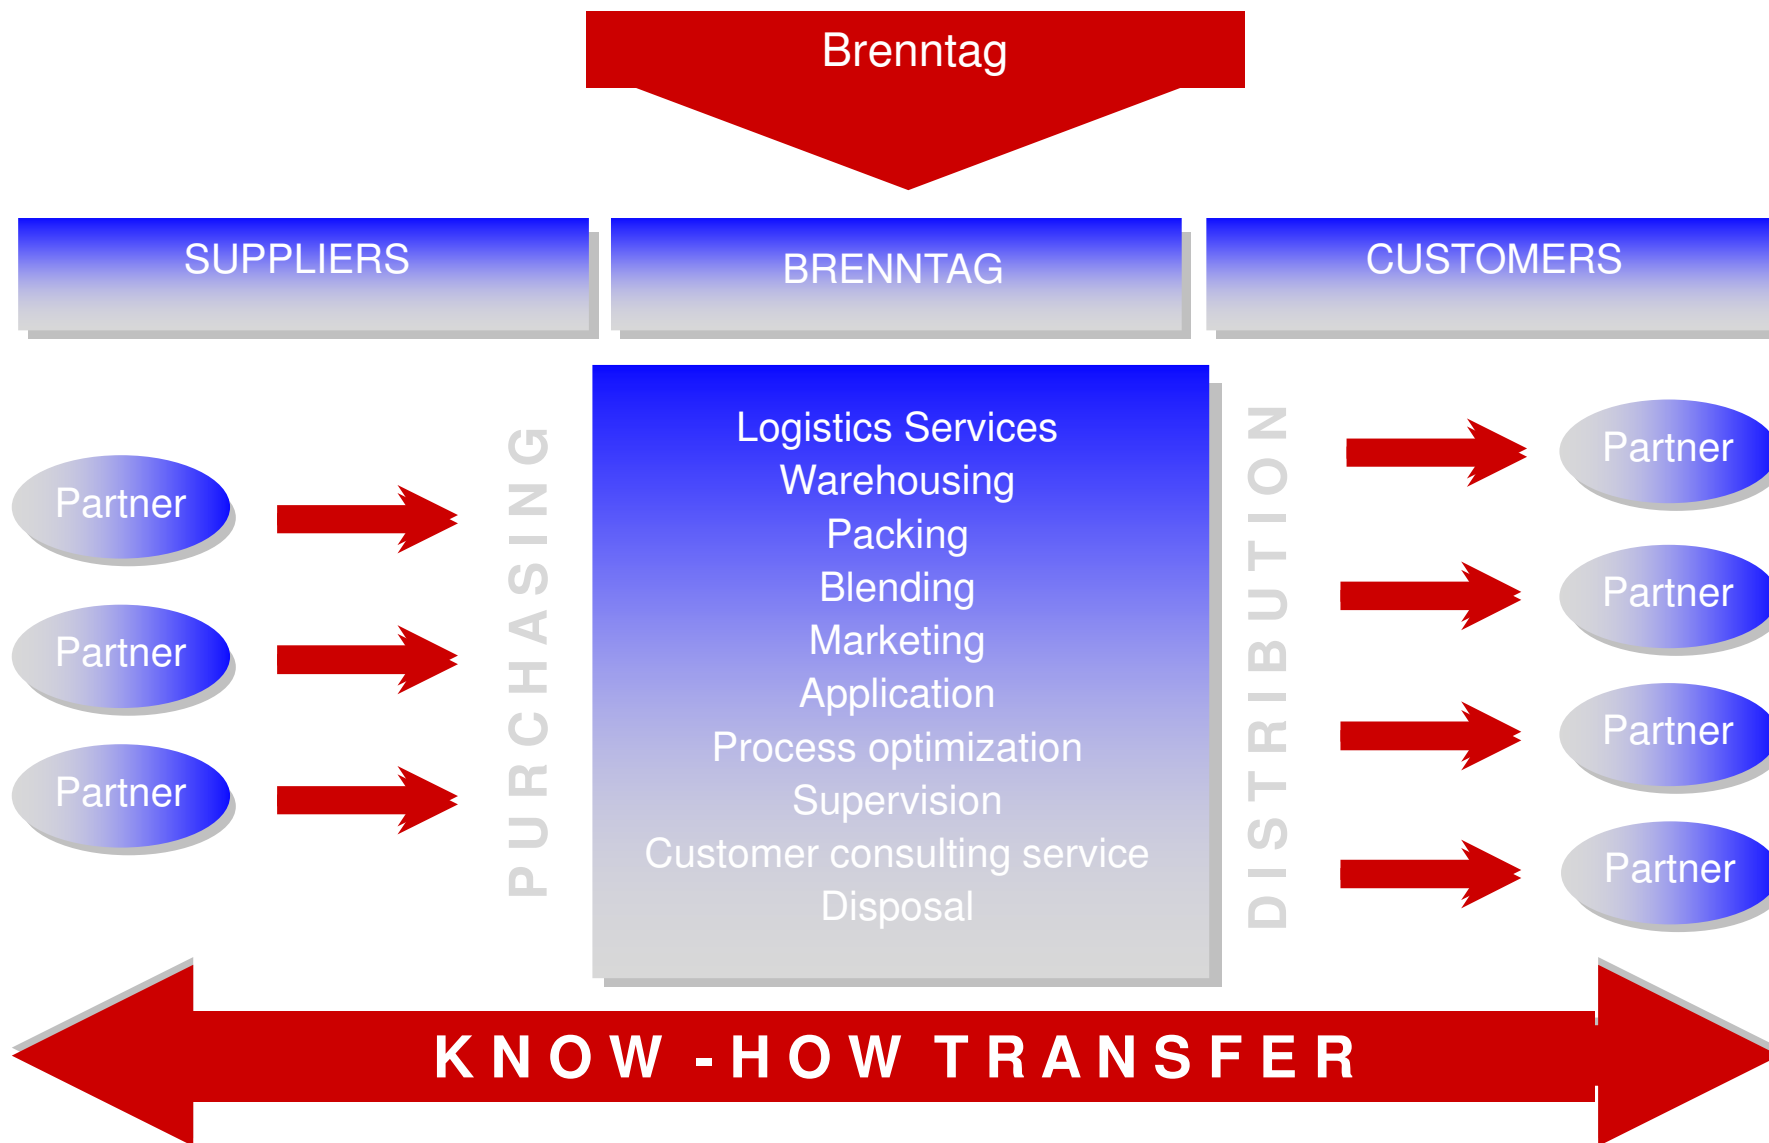 Brenntag
SUPPLIERS
BRENNTAG
CUSTOMERS
Partner
Partner
Partner
PURCHASING
Logistics Services
Warehousing
Packing
Blending
Marketing
Application
Process optimization
Supervision
Customer consulting service
Disposal
DISTRIBUTION
Partner
Partner
Partner
Partner
KNOW-HOW TRANSFER